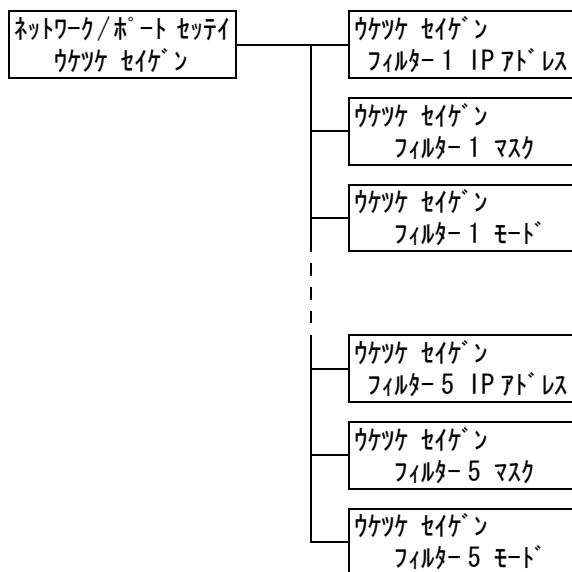 ネットワーク/ポート セッテイ
ウケツケ セイゲン
ウケツケ セイゲン
フィルター1 IPアドレス
ウケツケ セイゲン
フィルター1 マスク
ウケツケ セイゲン
フィルター1 モード
ウケツケ セイゲン
フィルター5 IPアドレス
ウケツケ セイゲン
フィルター5 マスク
ウケツケ セイゲン
フィルター5 モード